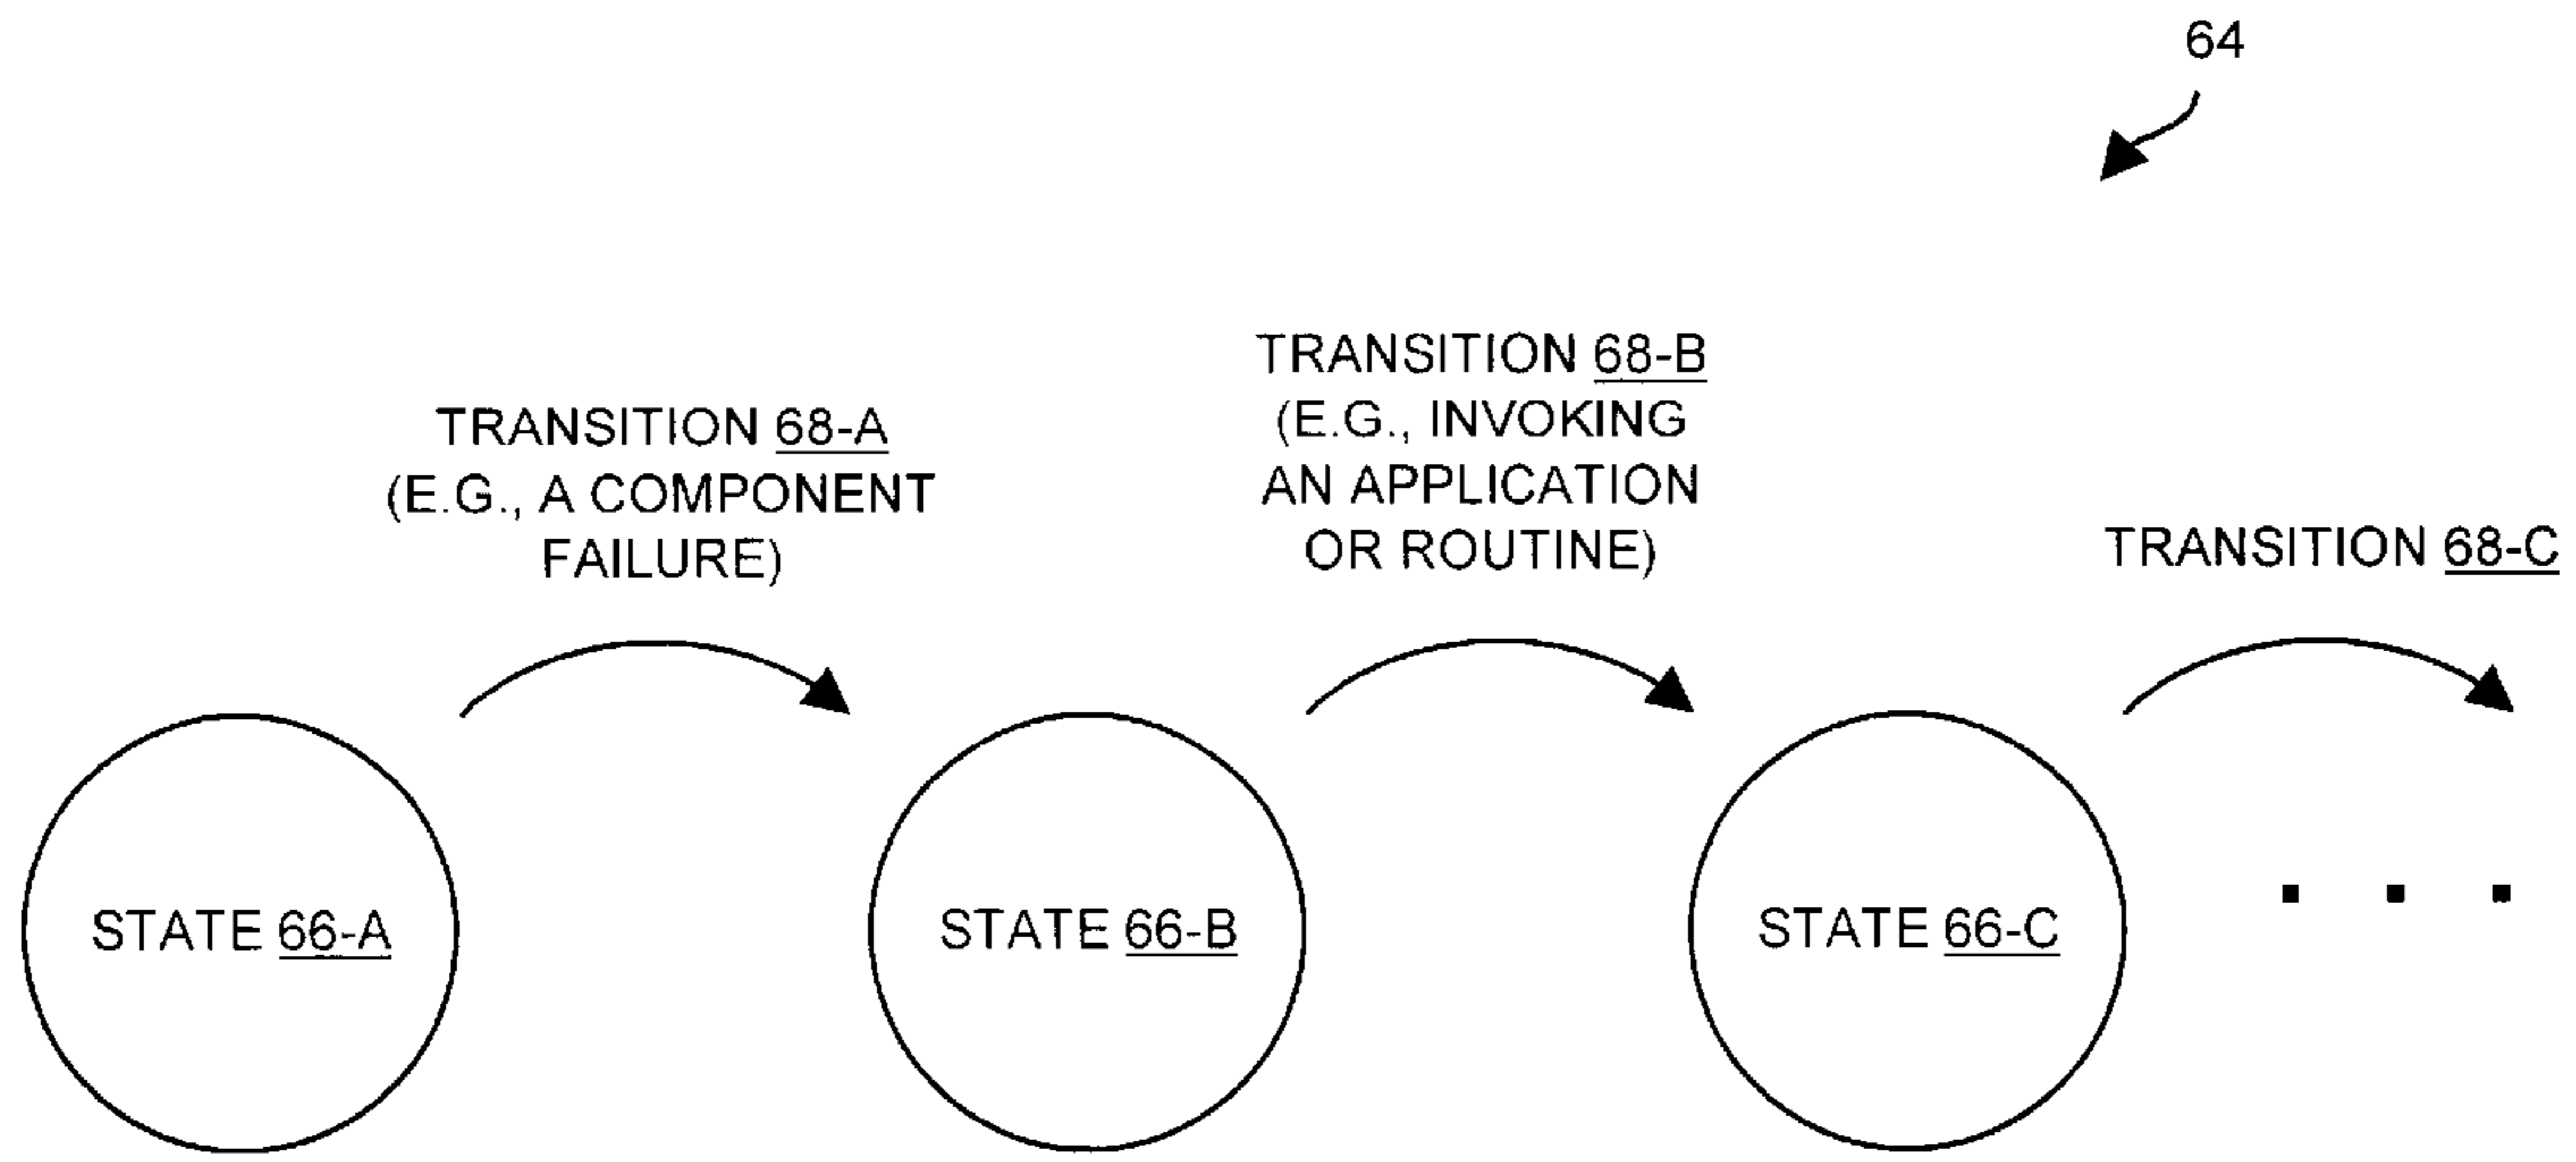 64
TRANSITION 68-A
(E.G., A COMPONENT
FAILURE)
TRANSITION 68-B
(E.G., INVOKING
AN APPLICATION
OR ROUTINE)
TRANSITION 68-C
STATE 66-A
STATE 66-B
STATE 66-C
. . .